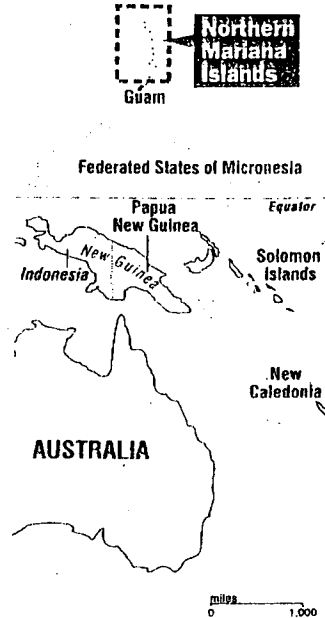 Northern
Mariana
Islands
Guam
Federated States of Micronesia
Equator
Papua
New Guinea
New Guinea
Indonesia
Solomon
Islands
New
Caledonia
AUSTRALIA
miles
0 1,000